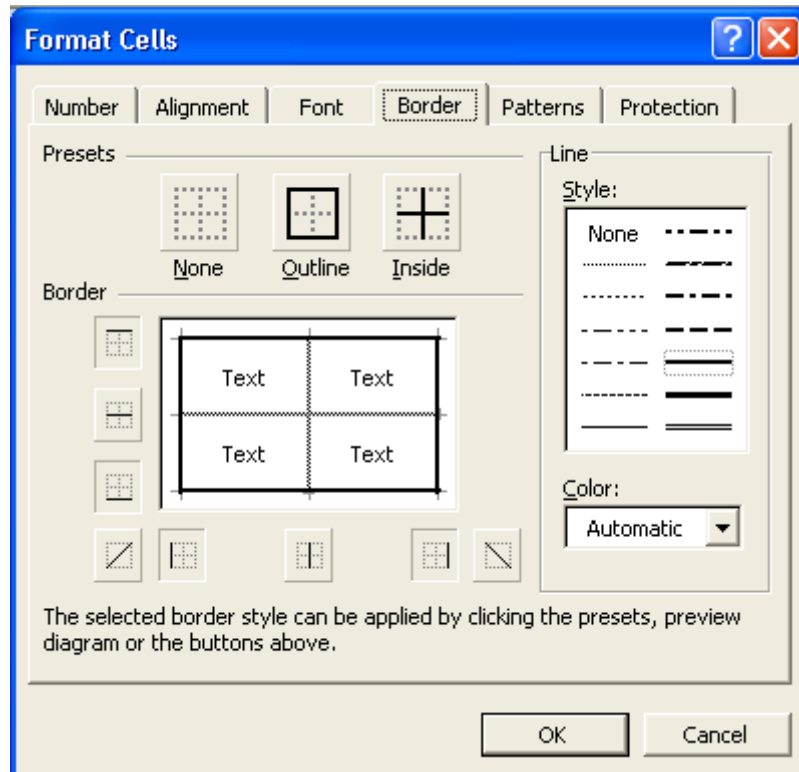 Format Cells
Number Alignment Font Border Patterns Protection
Presets
Line
Style:
None
None Outline Inside
Border
Text Text
Text Text
Color:
Automatic
The selected border style can be applied by clicking the presets, preview
diagram or the buttons above.
OK Cancel